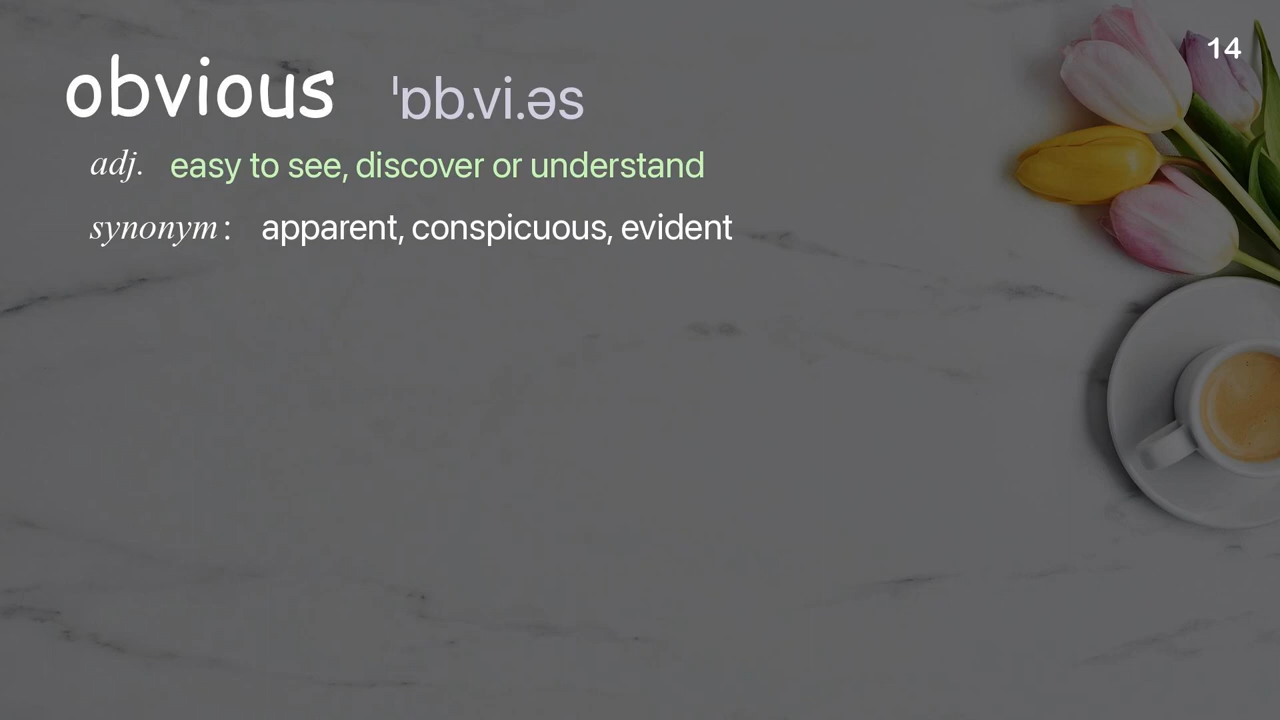 14
obvious ˈɒb.vi.əs
adj. easy to see, discover or understand
synonym: apparent, conspicuous, evident